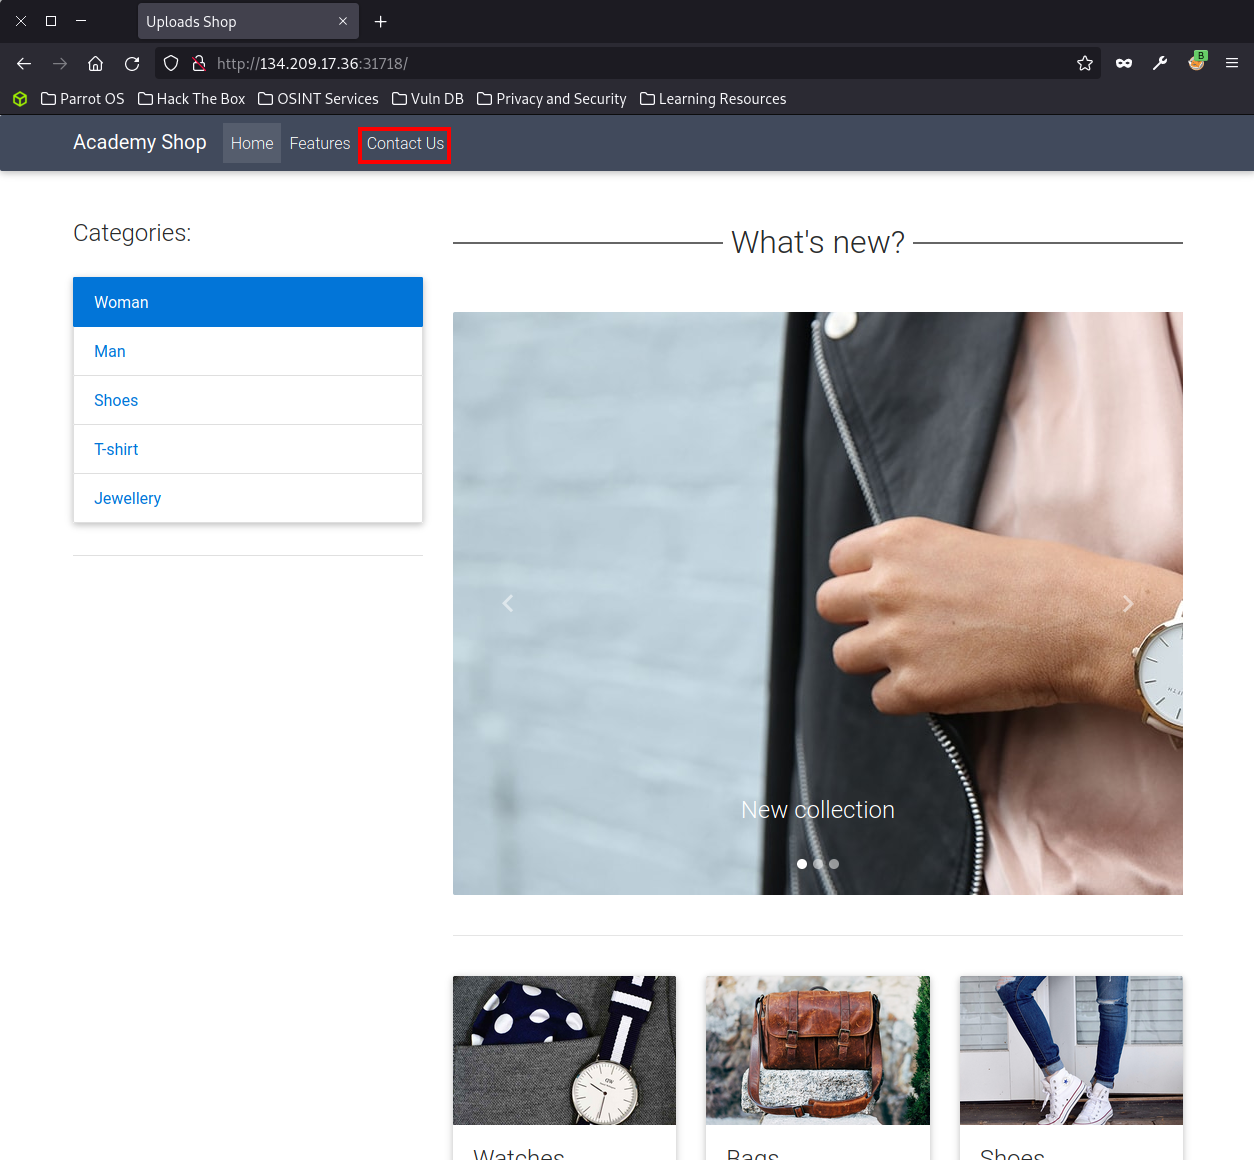 Uploads Shop
http://134.209.17.36:31718/
B
Parrot OS Hack The Box OSINT Services Vuln DB Privacy and Security Learning Resources
Academy Shop Home Features Contact Us
Categories:
Woman
Man
Shoes
T-shirt
Jewellery
What's new?
New collection
Watches Bags Shoes